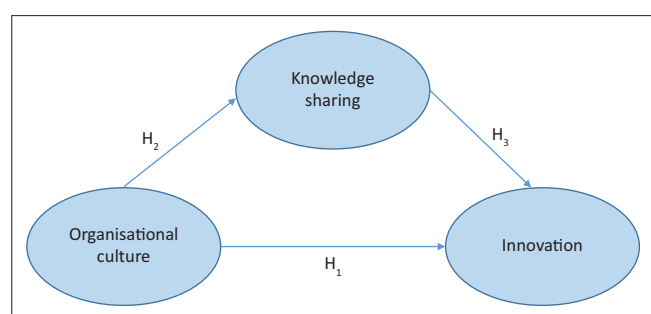 Knowledge
sharing
H₂
H₃
Organisational
culture
Innovation
H₁